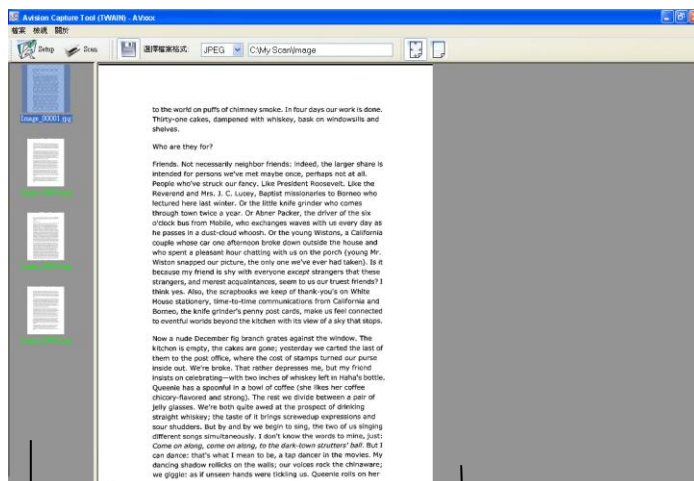 Avision Capture Tool (TWAIN) - AVxxx
檔案 檢視 關於
Setup Scan 選擇檔案格式 JPEG C:\My Scan\Image
Image_00001.jpg
to the world on puffs of chimney smoke. In four days our work is done.
Thirty-one cakes, dampened with whiskey, bask on windowsills and
shelves.
Who are they for?
Friends. Not necessarily neighbor friends: indeed, the larger share is
intended for persons we've met maybe once, perhaps not at all.
People who've struck our fancy. Like President Roosevelt. Like the
Reverend and Mrs. J. C. Lucey, Baptist missionaries to Borneo who
lectured here last winter. Or the little knife grinder who comes
through town twice a year. Or Abner Packer, the driver of the six
o'clock bus from Mobile, who exchanges waves with us every day as
he passes in a dust-cloud whoosh. Or the young Wistons, a California
couple whose car one afternoon broke down outside the house and
who spent a pleasant hour chatting with us on the porch (young Mr.
Wiston snapped our picture, the only one we've ever had taken). Is it
because my friend is shy with everyone except strangers that these
strangers, and merest acquaintances, seem to us our truest friends? I
think yes. Also, the scrapbooks we keep of thank-you's on White
House stationery, time-to-time communications from California and
Borneo, the knife grinder's penny post cards, make us feel connected
to eventful worlds beyond the kitchen with its view of a sky that stops.
Now a nude December fig branch grates against the window. The
kitchen is empty, the cakes are gone; yesterday we carted the last of
them to the post office, where the cost of stamps turned our purse
inside out. We're broke. That rather depresses me, but my friend
insists on celebrating—with two inches of whiskey left in Haha's bottle.
Queenie has a spoonful in a bowl of coffee (she likes her coffee
chicory-flavored and strong). The rest we divide between a pair of
jelly glasses. We're both quite awed at the prospect of drinking
straight whiskey; the taste of it brings screwedup expressions and
sour shudders. But by and by we begin to sing, the two of us singing
different songs simultaneously. I don't know the words to mine, just:
Come on along, come on along, to the dark-town strutters' ball. But I
can dance: that's what I mean to be, a tap dancer in the movies. My
dancing shadow rollicks on the walls; our voices rock the chinaware;
we giggle: as if unseen hands were tickling us. Queenie rolls on her